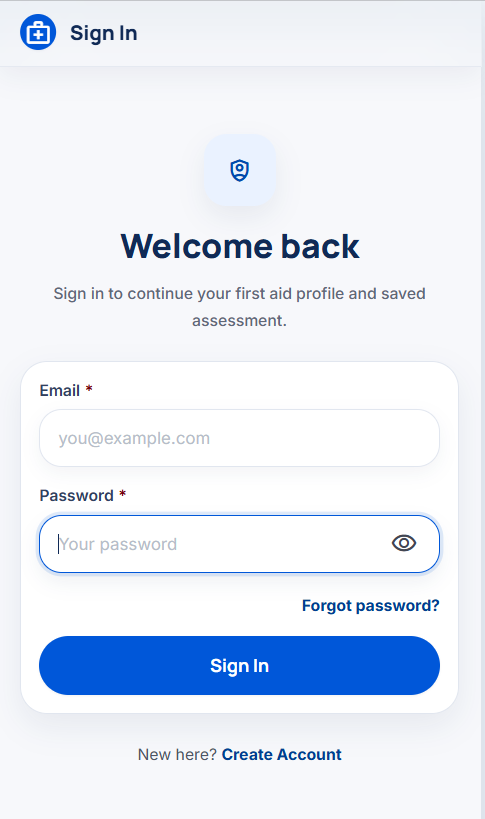 Sign In
Welcome back
Sign in to continue your first aid profile and saved
assessment.
Email *
you@example.com
Password *
Your password
Forgot password?
Sign In
New here? Create Account